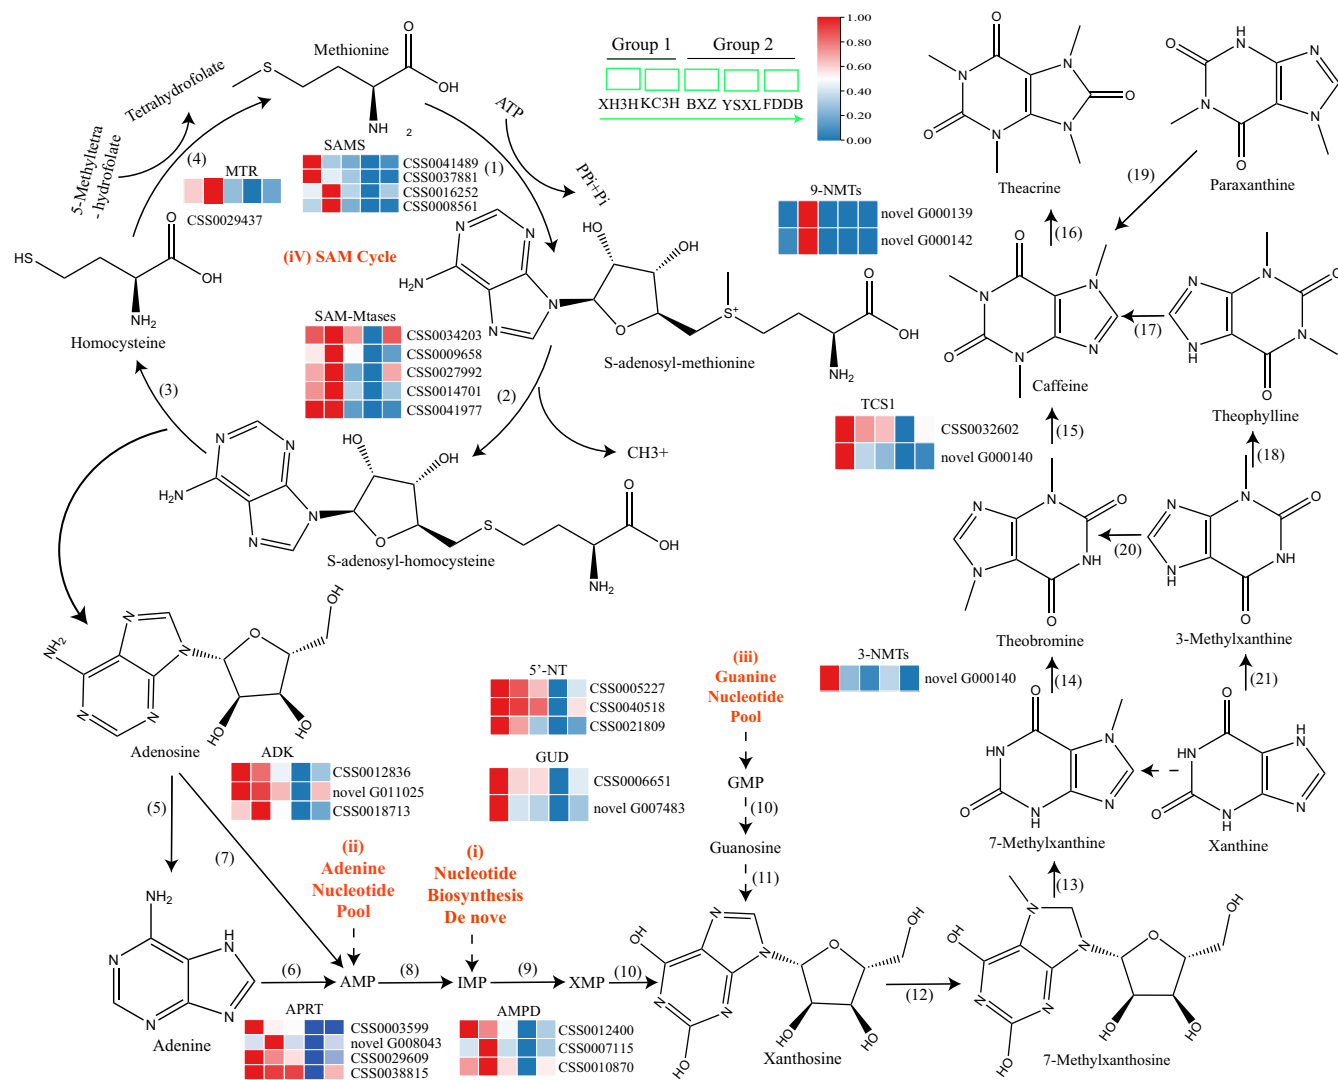 Methionine
S
O
OH
NH 2
Tetrahydrofolate
5-Methyltetra
- hydrofolate
(4)
MTR
CSS0029437
SAMS
CSS0041489
CSS0037881
CSS0016252
CSS0008561
(1)
ATP
PPi+Pi
(iV) SAM Cycle
Group 1
Group 2
XH3H KC3H BXZ YSXL FDDB
1.00
0.80
0.60
0.40
0.20
0.00
Theacrine
Paraxanthine
(19)
9-NMTs
novel G000139
novel G000142
(16)
HS
O
OH
NH2
Homocysteine
(3)
SAM-Mtases
CSS0034203
CSS0009658
CSS0027992
CSS0014701
CSS0041977
S-adenosyl-methionine
(2)
CH3+
S-adenosyl-homocysteine
Caffeine
(17)
Theophylline
TCS1
CSS0032602
novel G000140
(15)
(18)
(20)
Theobromine
3-Methylxanthine
3-NMTs
novel G000140
(14)
(21)
7-Methylxanthine
Xanthine
Adenosine
ADK
CSS0012836
novel G011025
CSS0018713
(5)
(7)
5'-NT
CSS0005227
CSS0040518
CSS0021809
GUD
CSS0006651
novel G007483
(iii)
Guanine
Nucleotide
Pool
GMP
(10)
Guanosine
(11)
(13)
(ii)
Adenine
Nucleotide
Pool
(i)
Nucleotide
Biosynthesis
De nove
Adenine
(6)
AMP
(8)
IMP
(9)
XMP
(10)
APRT
CSS0003599
novel G008043
CSS0029609
CSS0038815
AMPD
CSS0012400
CSS0007115
CSS0010870
Xanthosine
(12)
7-Methylxanthosine